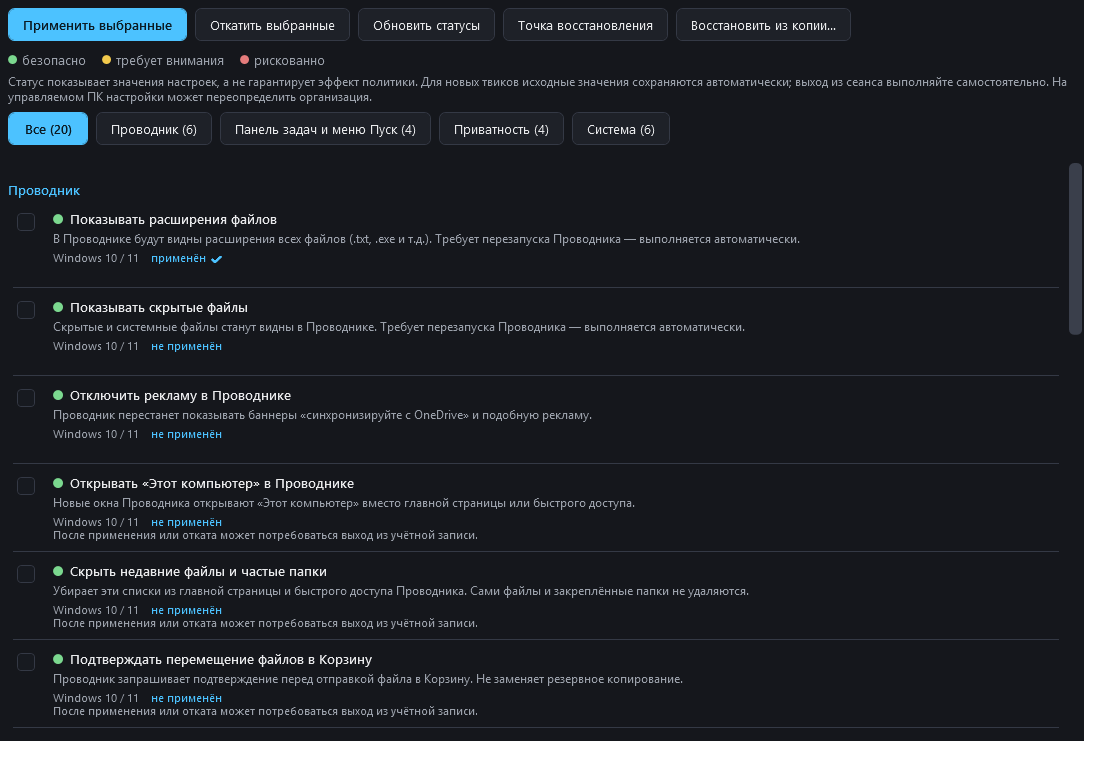 Применить выбранные
Откатить выбранные
Обновить статусы
Точка восстановления
Восстановить из копии...
безопасно
требует внимания
рискованно
Статус показывает значения настроек, а не гарантирует эффект политики. Для новых твиков исходные значения сохраняются автоматически; выход из сеанса выполняйте самостоятельно. На
управляемом ПК настройки может переопределить организация.
Все (20)
Проводник (6)
Панель задач и меню Пуск (4)
Приватность (4)
Система (6)
Проводник
Показывать расширения файлов
В Проводнике будут видны расширения всех файлов (.txt, .exe и т.д.). Требует перезапуска Проводника — выполняется автоматически.
Windows 10 / 11 применён
Показывать скрытые файлы
Скрытые и системные файлы станут видны в Проводнике. Требует перезапуска Проводника — выполняется автоматически.
Windows 10 / 11 не применён
Отключить рекламу в Проводнике
Проводник перестанет показывать баннеры «синхронизируйте с OneDrive» и подобную рекламу.
Windows 10 / 11 не применён
Открывать «Этот компьютер» в Проводнике
Новые окна Проводника открывают «Этот компьютер» вместо главной страницы или быстрого доступа.
Windows 10 / 11 не применён
После применения или отката может потребоваться выход из учётной записи.
Скрыть недавние файлы и частые папки
Убирает эти списки из главной страницы и быстрого доступа Проводника. Сами файлы и закреплённые папки не удаляются.
Windows 10 / 11 не применён
После применения или отката может потребоваться выход из учётной записи.
Подтверждать перемещение файлов в Корзину
Проводник запрашивает подтверждение перед отправкой файла в Корзину. Не заменяет резервное копирование.
Windows 10 / 11 не применён
После применения или отката может потребоваться выход из учётной записи.